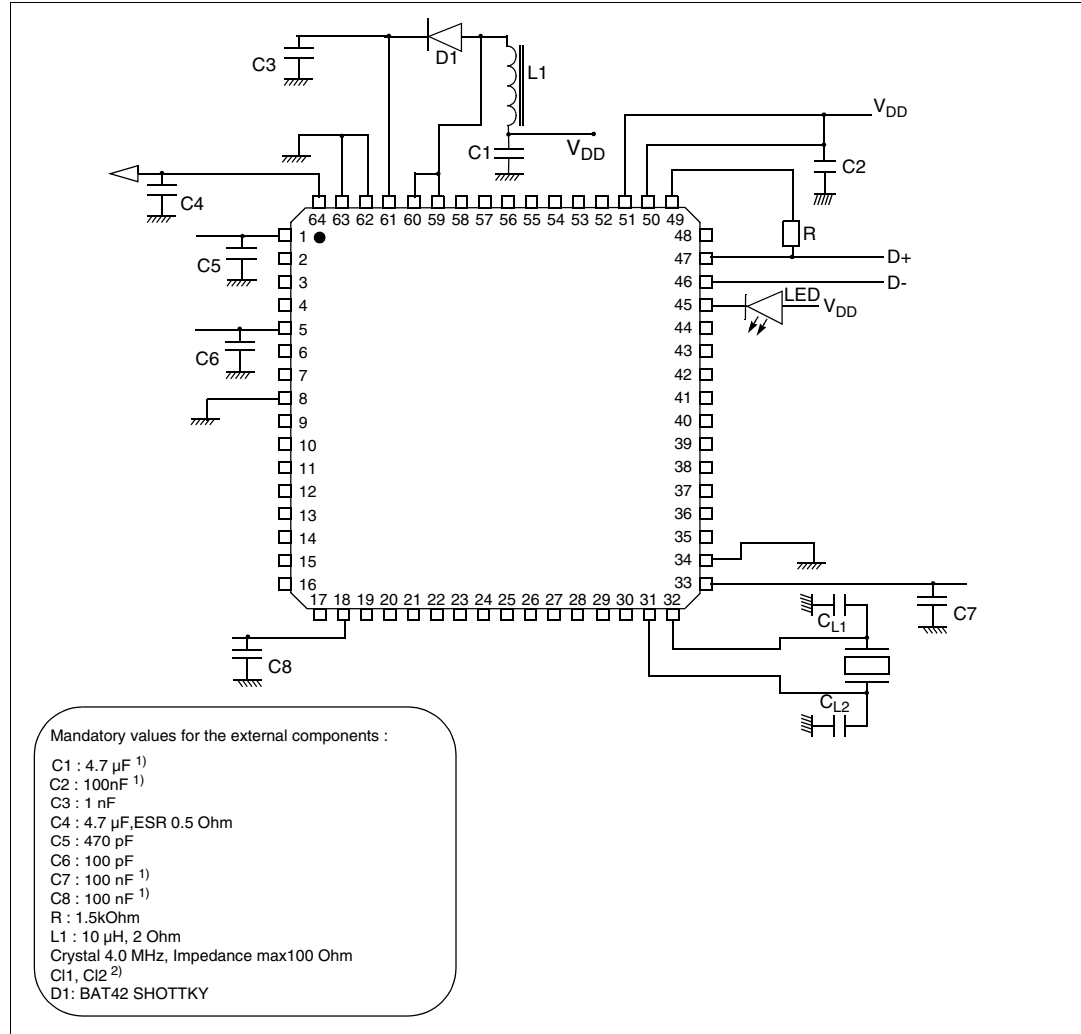 C3
D1
L1
C1
VDD
VDD
C2
C4
64 63 62 61 60 59 58 57 56 55 54 53 52 51 50 49
1
2
3
4
5
6
7
8
9
10
11
12
13
14
15
16
C5
C6
48
47
46
45
44
43
42
41
40
39
38
37
36
35
34
33
R
D+
D-
LED
VDD
17 18 19 20 21 22 23 24 25 26 27 28 29 30 31 32
C8
CL1
C7
CL2
Mandatory values for the external components :
C1 : 4.7 µF 1)
C2 : 100nF 1)
C3 : 1 nF
C4 : 4.7 µF,ESR 0.5 Ohm
C5 : 470 pF
C6 : 100 pF
C7 : 100 nF 1)
C8 : 100 nF 1)
R : 1.5kOhm
L1 : 10 µH, 2 Ohm
Crystal 4.0 MHz, Impedance max100 Ohm
Cl1, Cl2 2)
D1: BAT42 SHOTTKY